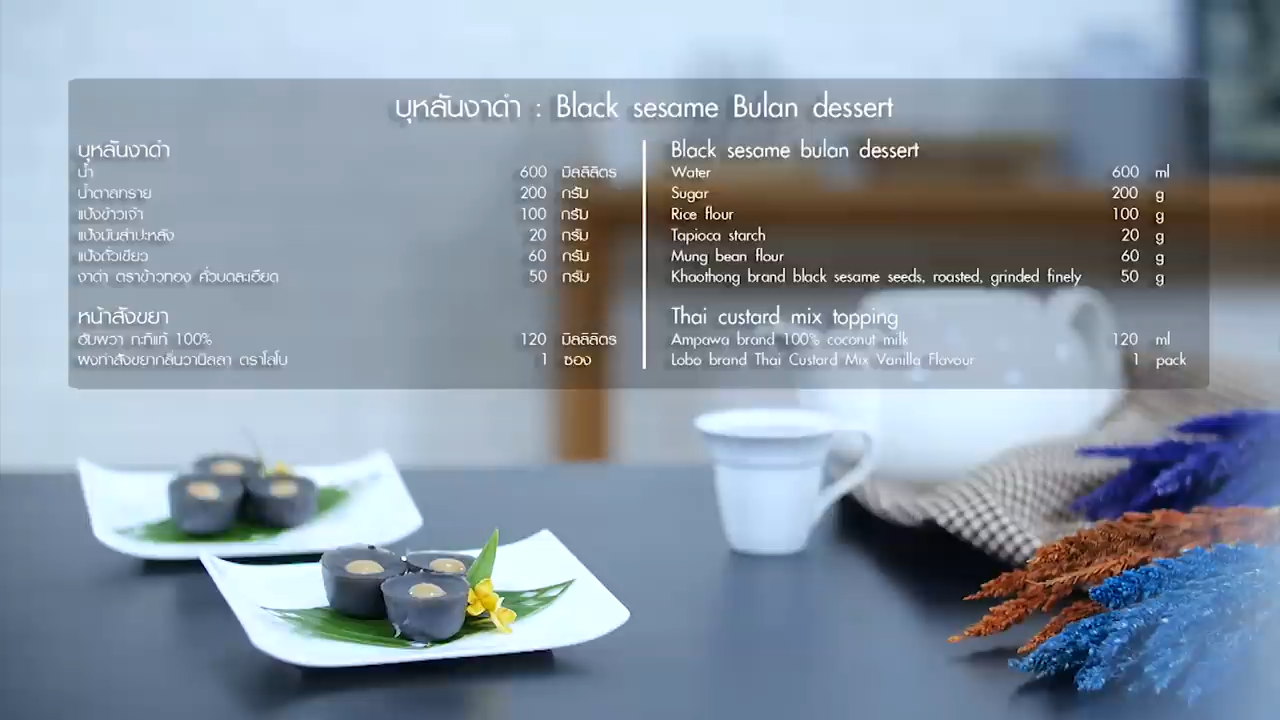 บุหลันงาดำ : Black sesame Bulan dessert
บุหลันงาดำ
น้ำ 600 มิลลิลิตร
น้ำตาลทราย 200 กรัม
แป้งข้าวเจ้า 100 กรัม
แป้งมันสำปะหลัง 20 กรัม
แป้งถั่วเขียว 60 กรัม
งาดำ ตราข้าวทอง คั่วบดละเอียด 50 กรัม
หน้าสังขยา
อัมพวา กะทิแท้ 100% 120 มิลลิลิตร
ผงทำสังขยากลิ่นวานิลลา ตราโลโบ 1 ซอง
Black sesame bulan dessert
Water 600 ml
Sugar 200 g
Rice flour 100 g
Tapioca starch 20 g
Mung bean flour 60 g
Khaothong brand black sesame seeds, roasted, grinded finely 50 g
Thai custard mix topping
Ampawa brand 100% coconut milk 120 ml
Lobo brand Thai Custard Mix Vanilla Flavour 1 pack